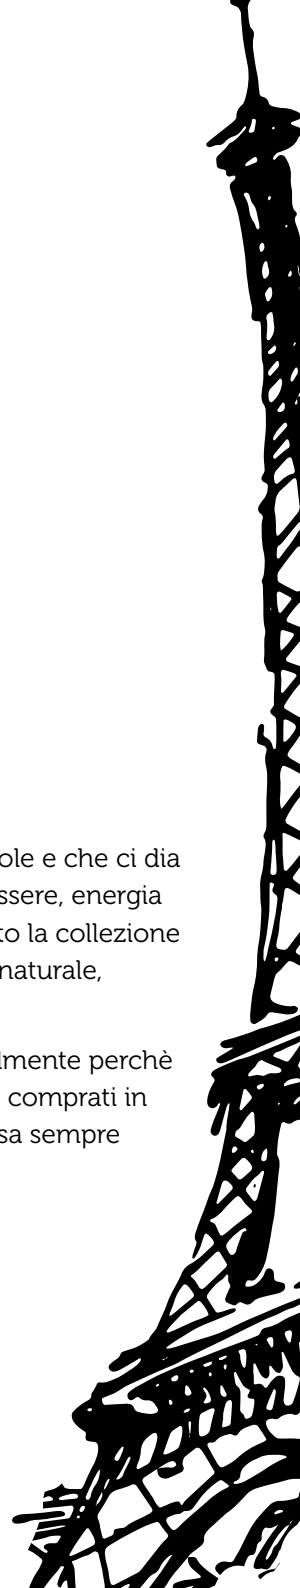 ole e che ci dia
ssere, energia
to la collezione
naturale,
lmente perchè
comprati in
sa sempre